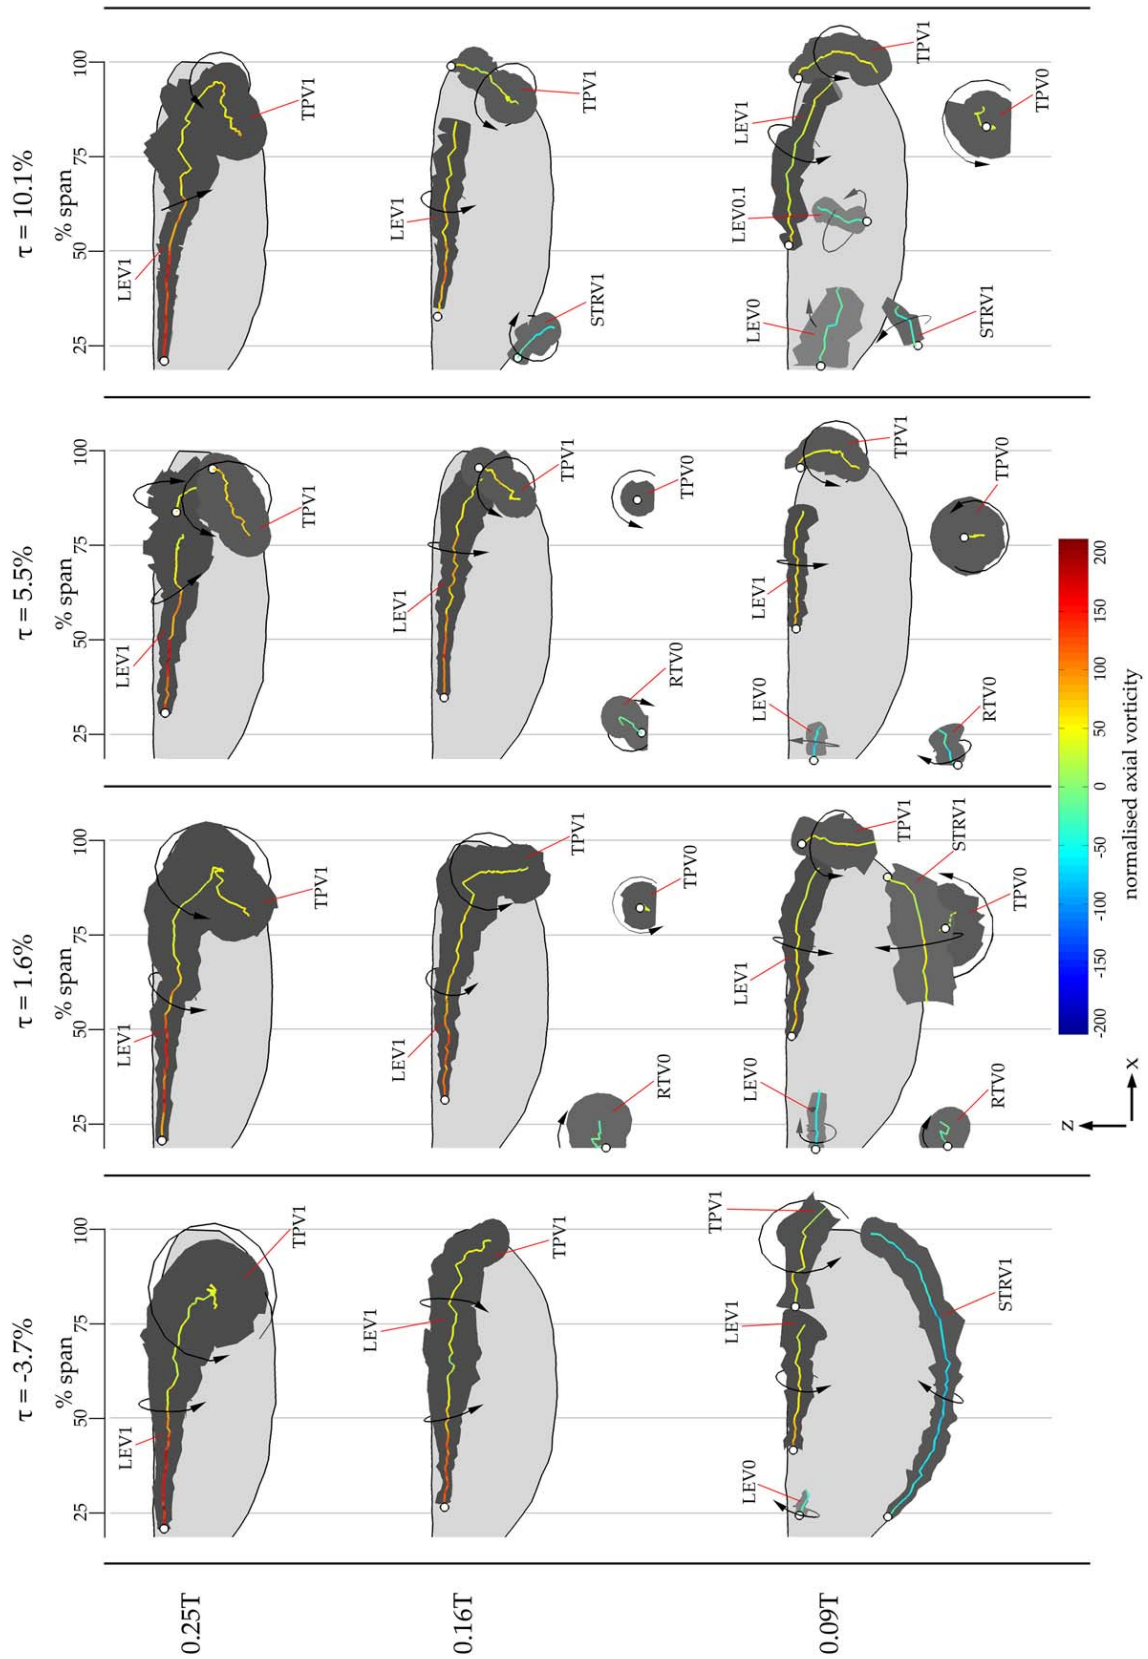 τ = -3.7%
τ = 1.6%
τ = 5.5%
τ = 10.1%
% span
% span
% span
% span
25 50 75 100
25 50 75 100
25 50 75 100
25 50 75 100
0.25T
LEV1
TPV1
LEV1
TPV1
LEV1
TPV1
LEV1
TPV1
0.16T
LEV1
TPV1
LEV1
TPV1
RTV0
TPV0
LEV1
TPV1
RTV0
TPV0
LEV1
TPV1
STRV1
0.09T
LEV0
LEV1
TPV1
STRV1
LEV0
LEV1
TPV1
STRV1
RTV0
TPV0
LEV0
LEV1
TPV1
RTV0
TPV0
LEV0
LEV0.1
LEV1
TPV1
STRV1
TPV0
z
x
-200 -150 -100 -50 0 50 100 150 200
normalised axial vorticity